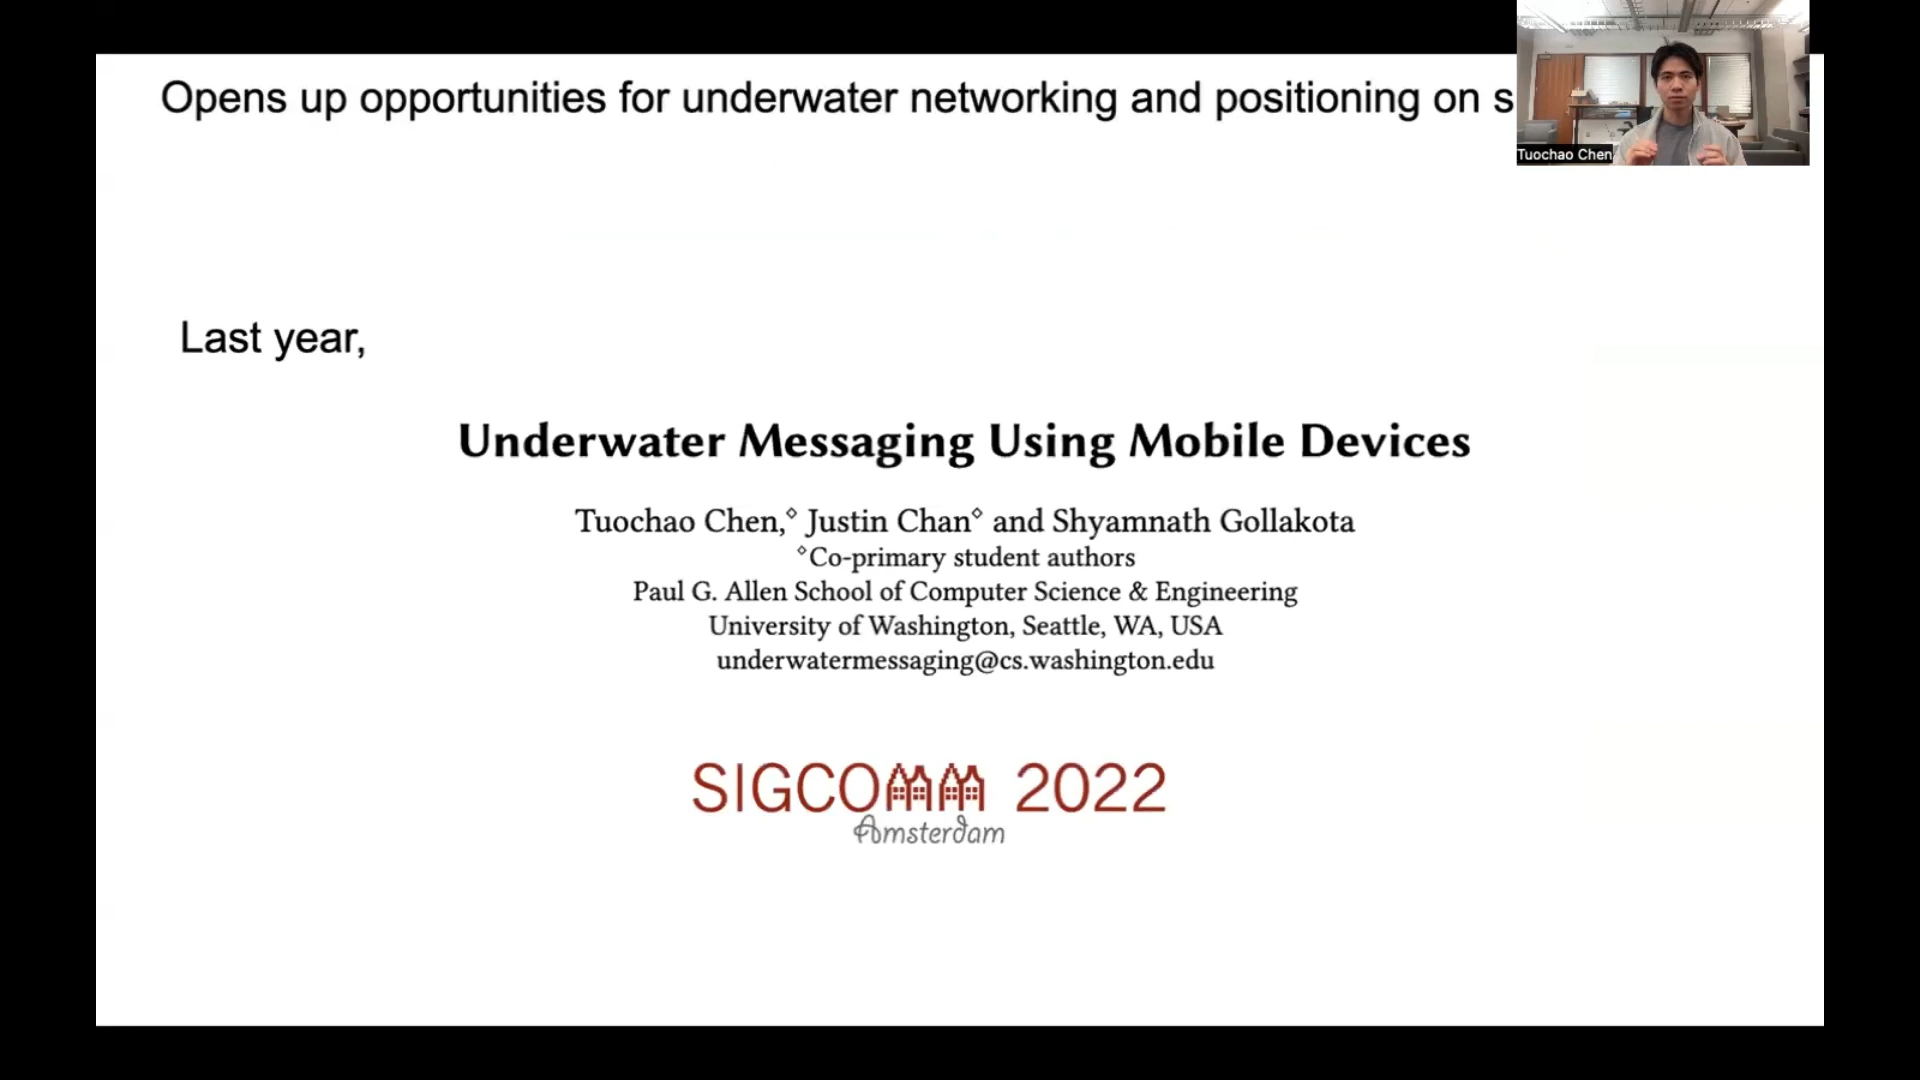 Opens up opportunities for underwater networking and positioning on s
Tuochao Chen
Last year,
Underwater Messaging Using Mobile Devices
Tuochao Chen,⋄ Justin Chan⋄ and Shyamnath Gollakota
⋄Co-primary student authors
Paul G. Allen School of Computer Science & Engineering
University of Washington, Seattle, WA, USA
underwatermessaging@cs.washington.edu
SIGCOMM 2022
Amsterdam